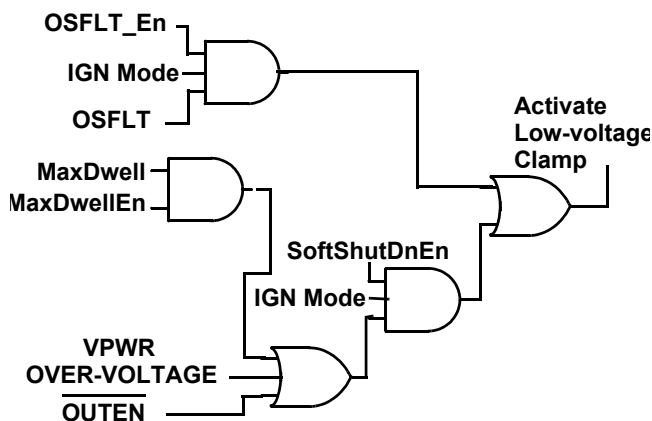 OSFLT_En
IGN Mode
OSFLT
Activate
Low-voltage
Clamp
MaxDwell
MaxDwellEn
SoftShutDnEn
IGN Mode
VPWR
OVER-VOLTAGE
OUTEN